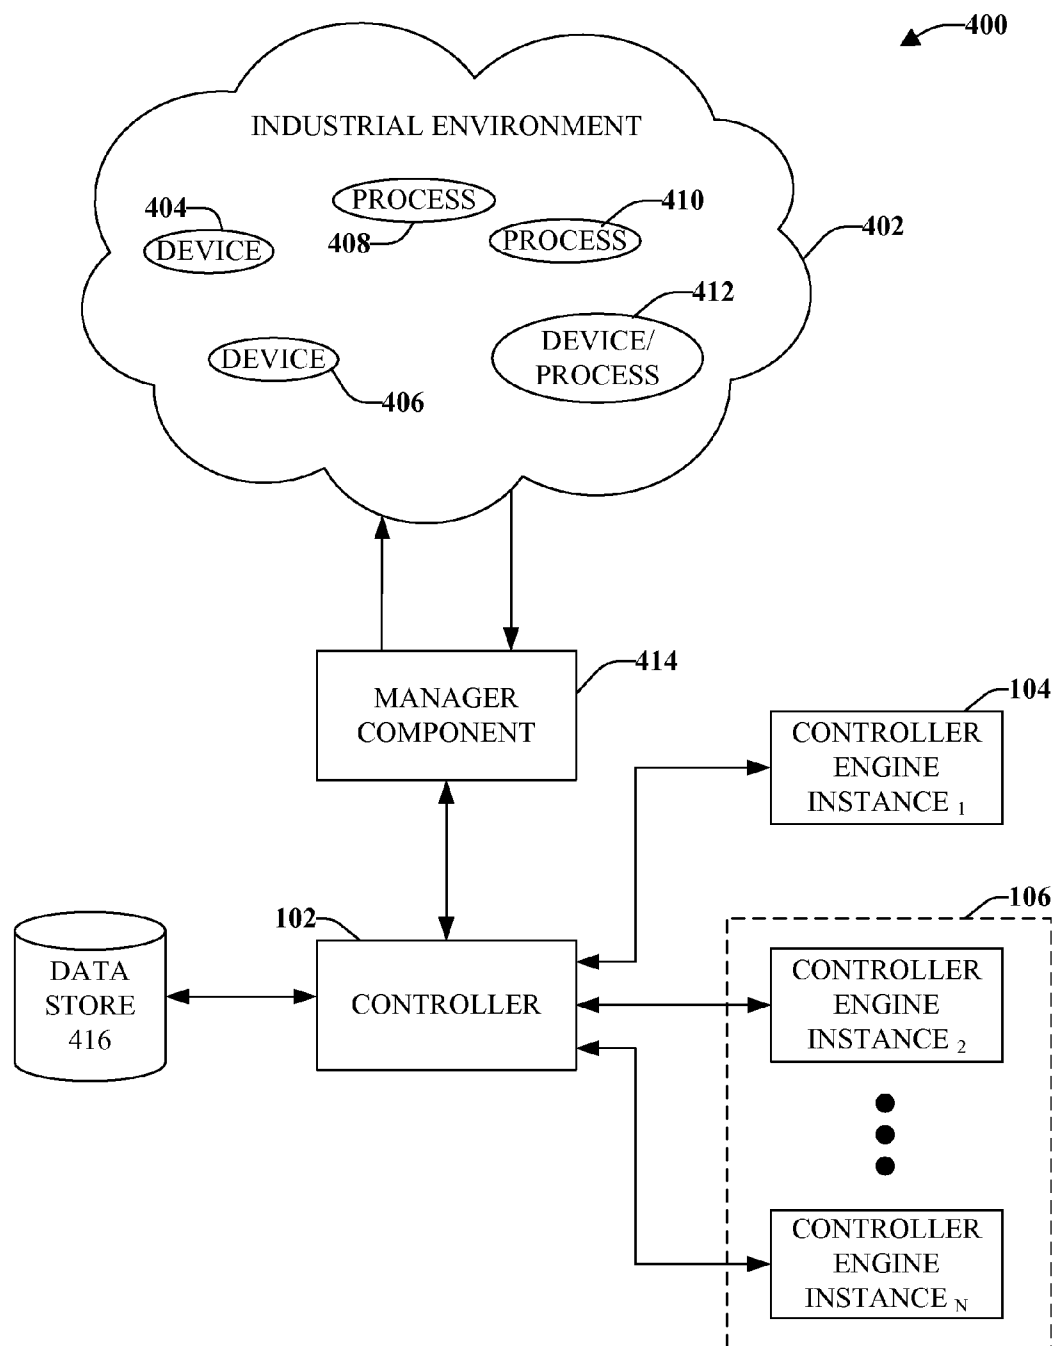 400
INDUSTRIAL ENVIRONMENT
404
DEVICE
PROCESS
408
410
PROCESS
402
412
DEVICE/
PROCESS
DEVICE
406
MANAGER
COMPONENT
414
104
CONTROLLER
ENGINE
INSTANCE 1
102
CONTROLLER
DATA
STORE
416
106
CONTROLLER
ENGINE
INSTANCE 2
CONTROLLER
ENGINE
INSTANCE N